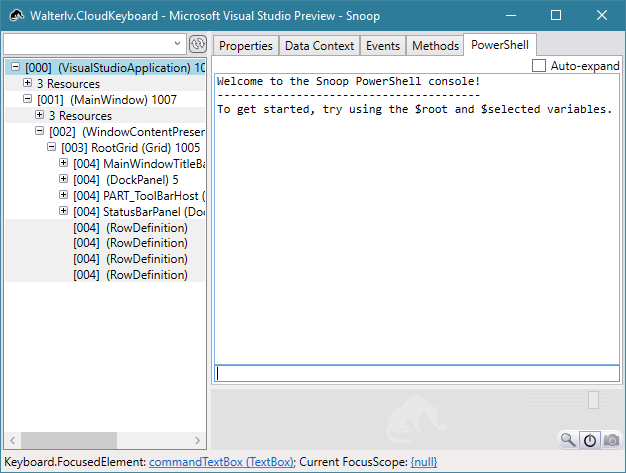 Walterlv.CloudKeyboard - Microsoft Visual Studio Preview - Snoop
Properties Data Context Events Methods PowerShell
Auto-expand
[000] (VisualStudioApplication) 10
3 Resources
[001] (MainWindow) 1007
3 Resources
[002] (WindowContentPresen
[003] RootGrid (Grid) 1005
[004] MainWindowTitleBa
[004] (DockPanel) 5
[004] PART_ToolBarHost (
[004] StatusBarPanel (Doc
[004] (RowDefinition)
[004] (RowDefinition)
[004] (RowDefinition)
[004] (RowDefinition)
Welcome to the Snoop PowerShell console!
----------------------------------------
To get started, try using the $root and $selected variables.
Keyboard.FocusedElement: commandTextBox (TextBox); Current FocusScope: {null}